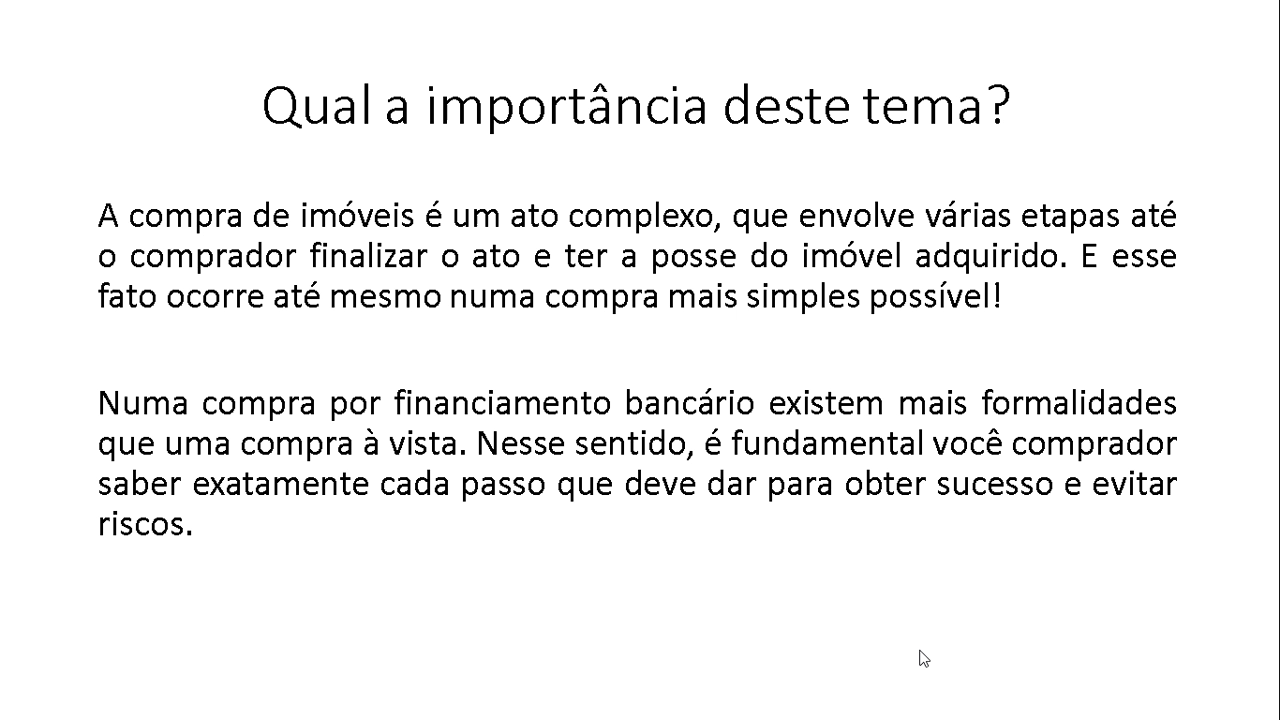 Qual a importância deste tema?
A compra de imóveis é um ato complexo, que envolve várias etapas até
o comprador finalizar o ato e ter a posse do imóvel adquirido. E esse
fato ocorre até mesmo numa compra mais simples possível!
Numa compra por financiamento bancário existem mais formalidades
que uma compra à vista. Nesse sentido, é fundamental você comprador
saber exatamente cada passo que deve dar para obter sucesso e evitar
riscos.